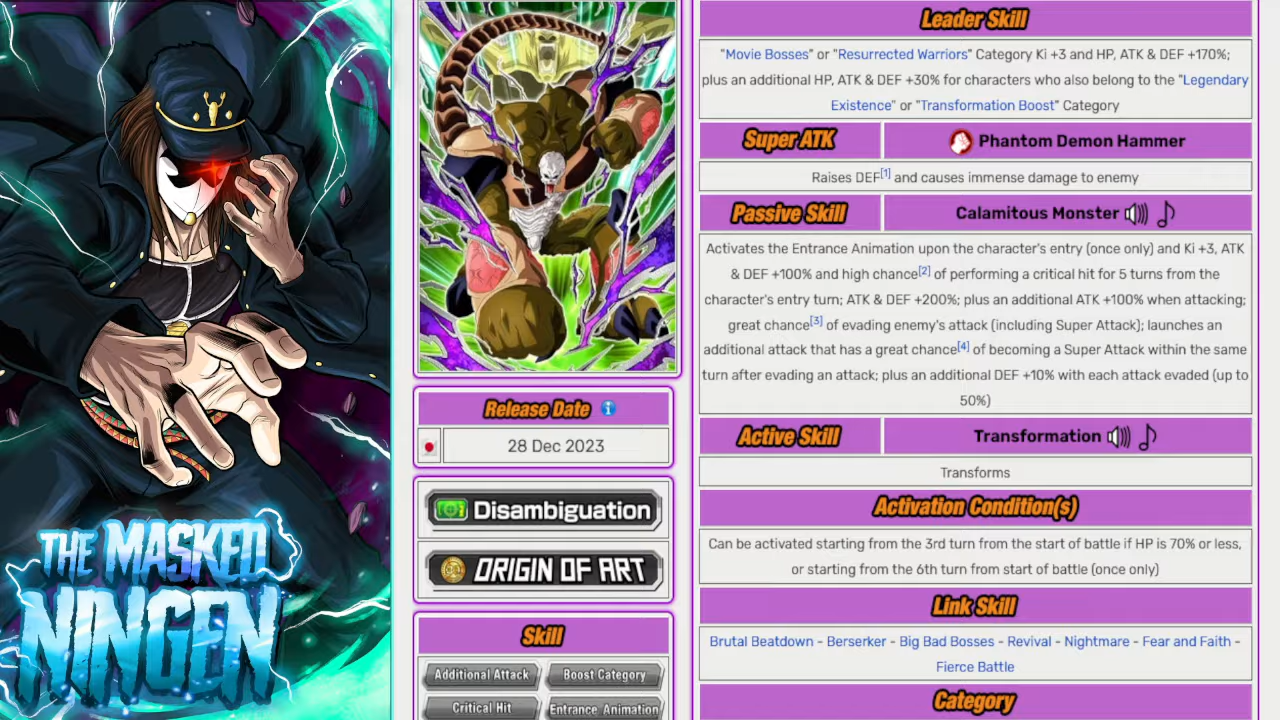 THE MASKED
NINGEN
Release Date
28 Dec 2023
Disambiguation
ORIGIN OF ART
Skill
Additional Attack
Boost Category
Critical Hit
Entrance Animation
Leader Skill
"Movie Bosses" or "Resurrected Warriors" Category Ki +3 and HP, ATK & DEF +170%;
plus an additional HP, ATK & DEF +30% for characters who also belong to the "Legendary
Existence" or "Transformation Boost" Category
Super ATK
Phantom Demon Hammer
Raises DEF[1] and causes immense damage to enemy
Passive Skill
Calamitous Monster
Activates the Entrance Animation upon the character's entry (once only) and Ki +3, ATK
& DEF +100% and high chance[2] of performing a critical hit for 5 turns from the
character's entry turn; ATK & DEF +200%; plus an additional ATK +100% when attacking;
great chance[3] of evading enemy's attack (including Super Attack); launches an
additional attack that has a great chance[4] of becoming a Super Attack within the same
turn after evading an attack; plus an additional DEF +10% with each attack evaded (up to
50%)
Active Skill
Transformation
Transforms
Activation Condition(s)
Can be activated starting from the 3rd turn from the start of battle if HP is 70% or less,
or starting from the 6th turn from start of battle (once only)
Link Skill
Brutal Beatdown - Berserker - Big Bad Bosses - Revival - Nightmare - Fear and Faith -
Fierce Battle
Category